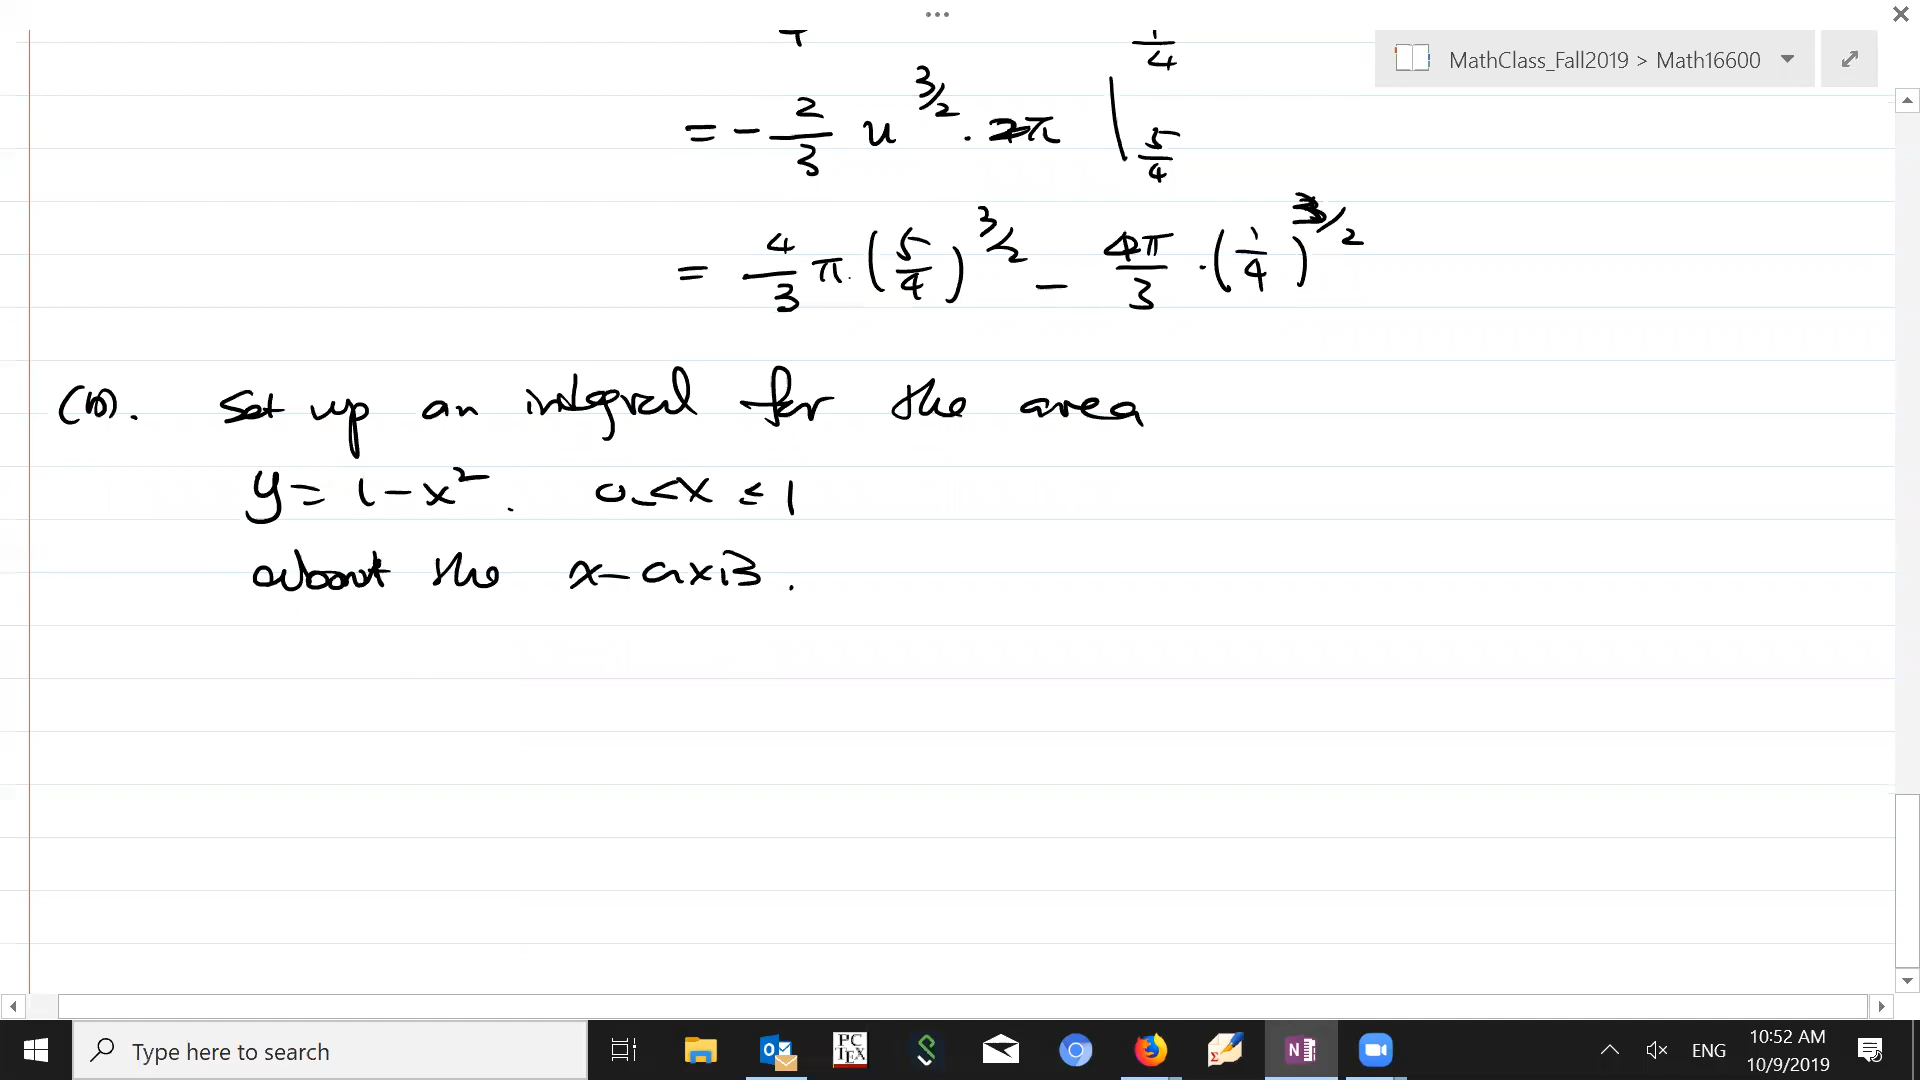 MathClass_Fall2019 > Math16600
1/4
= - 2/3 u^3/2 · 2π | 5/4
= 4/3 π · (5/4)^3/2 - 4π/3 · (1/4)^3/2
(10). Set up an integral for the area
y = 1 - x². 0 ≤ x ≤ 1
about the x-axis.
Type here to search
PC TEX
ENG
10:52 AM
10/9/2019